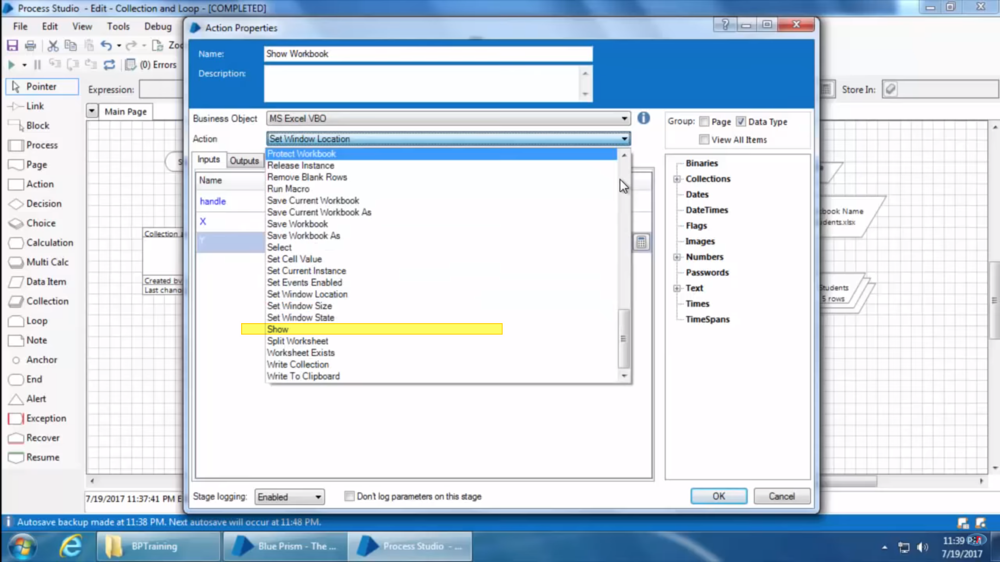 Process Studio - Edit - Collection and Loop - [COMPLETED]
File Edit View Tools Debug
(0) Errors
Expression:
Store In:
Main Page
Pointer
Link
Block
Process
Page
Action
Decision
Choice
Calculation
Multi Calc
Data Item
Collection
Loop
Note
Anchor
End
Alert
Exception
Recover
Resume
Collection
Created by
Last chang
Action Properties
Name: Show Workbook
Description:
Business Object MS Excel VBO
Action Set Window Location
Inputs Outputs
Name
handle
X
Y
Protect Workbook
Release Instance
Remove Blank Rows
Run Macro
Save Current Workbook
Save Current Workbook As
Save Workbook
Save Workbook As
Select
Set Cell Value
Set Current Instance
Set Events Enabled
Set Window Location
Set Window Size
Set Window State
Show
Split Worksheet
Worksheet Exists
Write Collection
Write To Clipboard
Group: Page Data Type
View All Items
Binaries
Collections
Dates
DateTimes
Flags
Images
Numbers
Passwords
Text
Times
TimeSpans
book Name
dents.xlsx
Students
5 rows
Stage logging: Enabled Don't log parameters on this stage
OK Cancel
7/19/2017 11:37:41 PM E
Autosave backup made at 11:38 PM. Next autosave will occur at 11:48 PM.
BPTraining
Blue Prism - The ...
Process Studio - ...
11:39 PM
7/19/2017